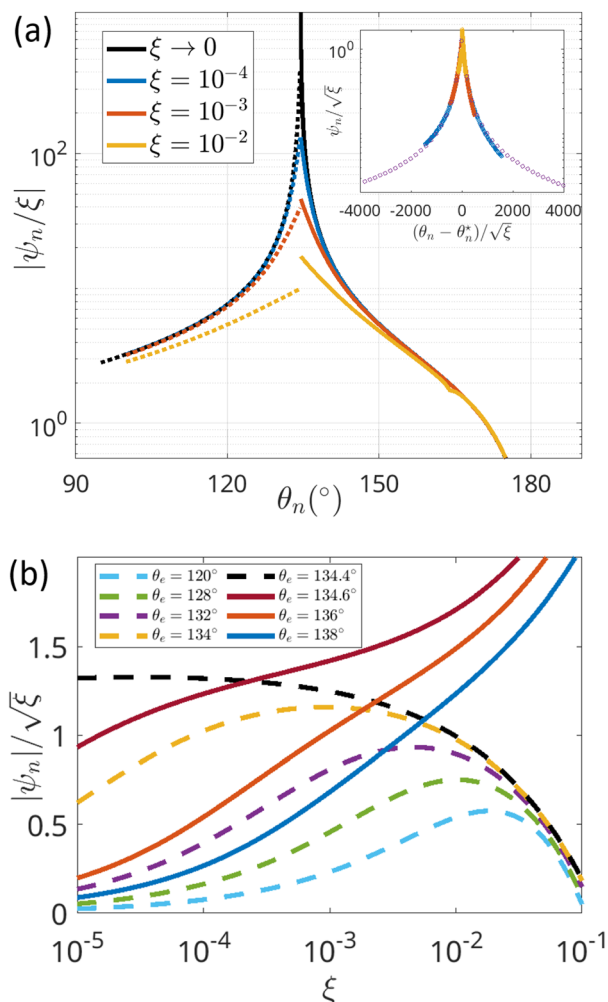 (a)
ξ → 0
ξ = 10⁻⁴
ξ = 10⁻³
ξ = 10⁻²
10²
10⁰
|ψₙ/ξ|
90 120 150 180
θₙ(°)
10⁰
ψₙ/√ξ
-4000 -2000 0 2000 4000
(θₙ − θₙ*)/√ξ
(b)
θₑ = 120° θₑ = 134.4°
θₑ = 128° θₑ = 134.6°
θₑ = 132° θₑ = 136°
θₑ = 134° θₑ = 138°
1.5
1
0.5
0
|ψₙ|/√ξ
10⁻⁵ 10⁻⁴ 10⁻³ 10⁻² 10⁻¹
ξ